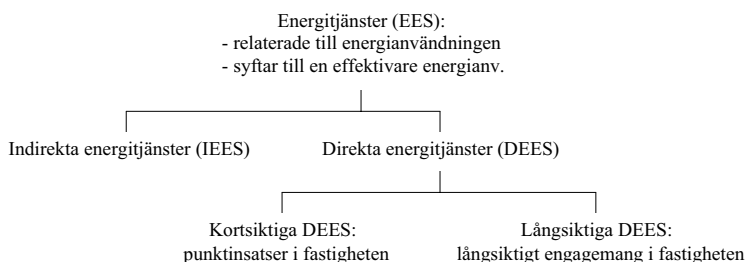 Energitjänster (EES):
- relaterade till energianvändningen
- syftar till en effektivare energianv.
Indirekta energitjänster (IEES)
Direkta energitjänster (DEES)
Kortsiktiga DEES:
punktinsatser i fastigheten
Långsiktiga DEES:
långsiktigt engagemang i fastigheten